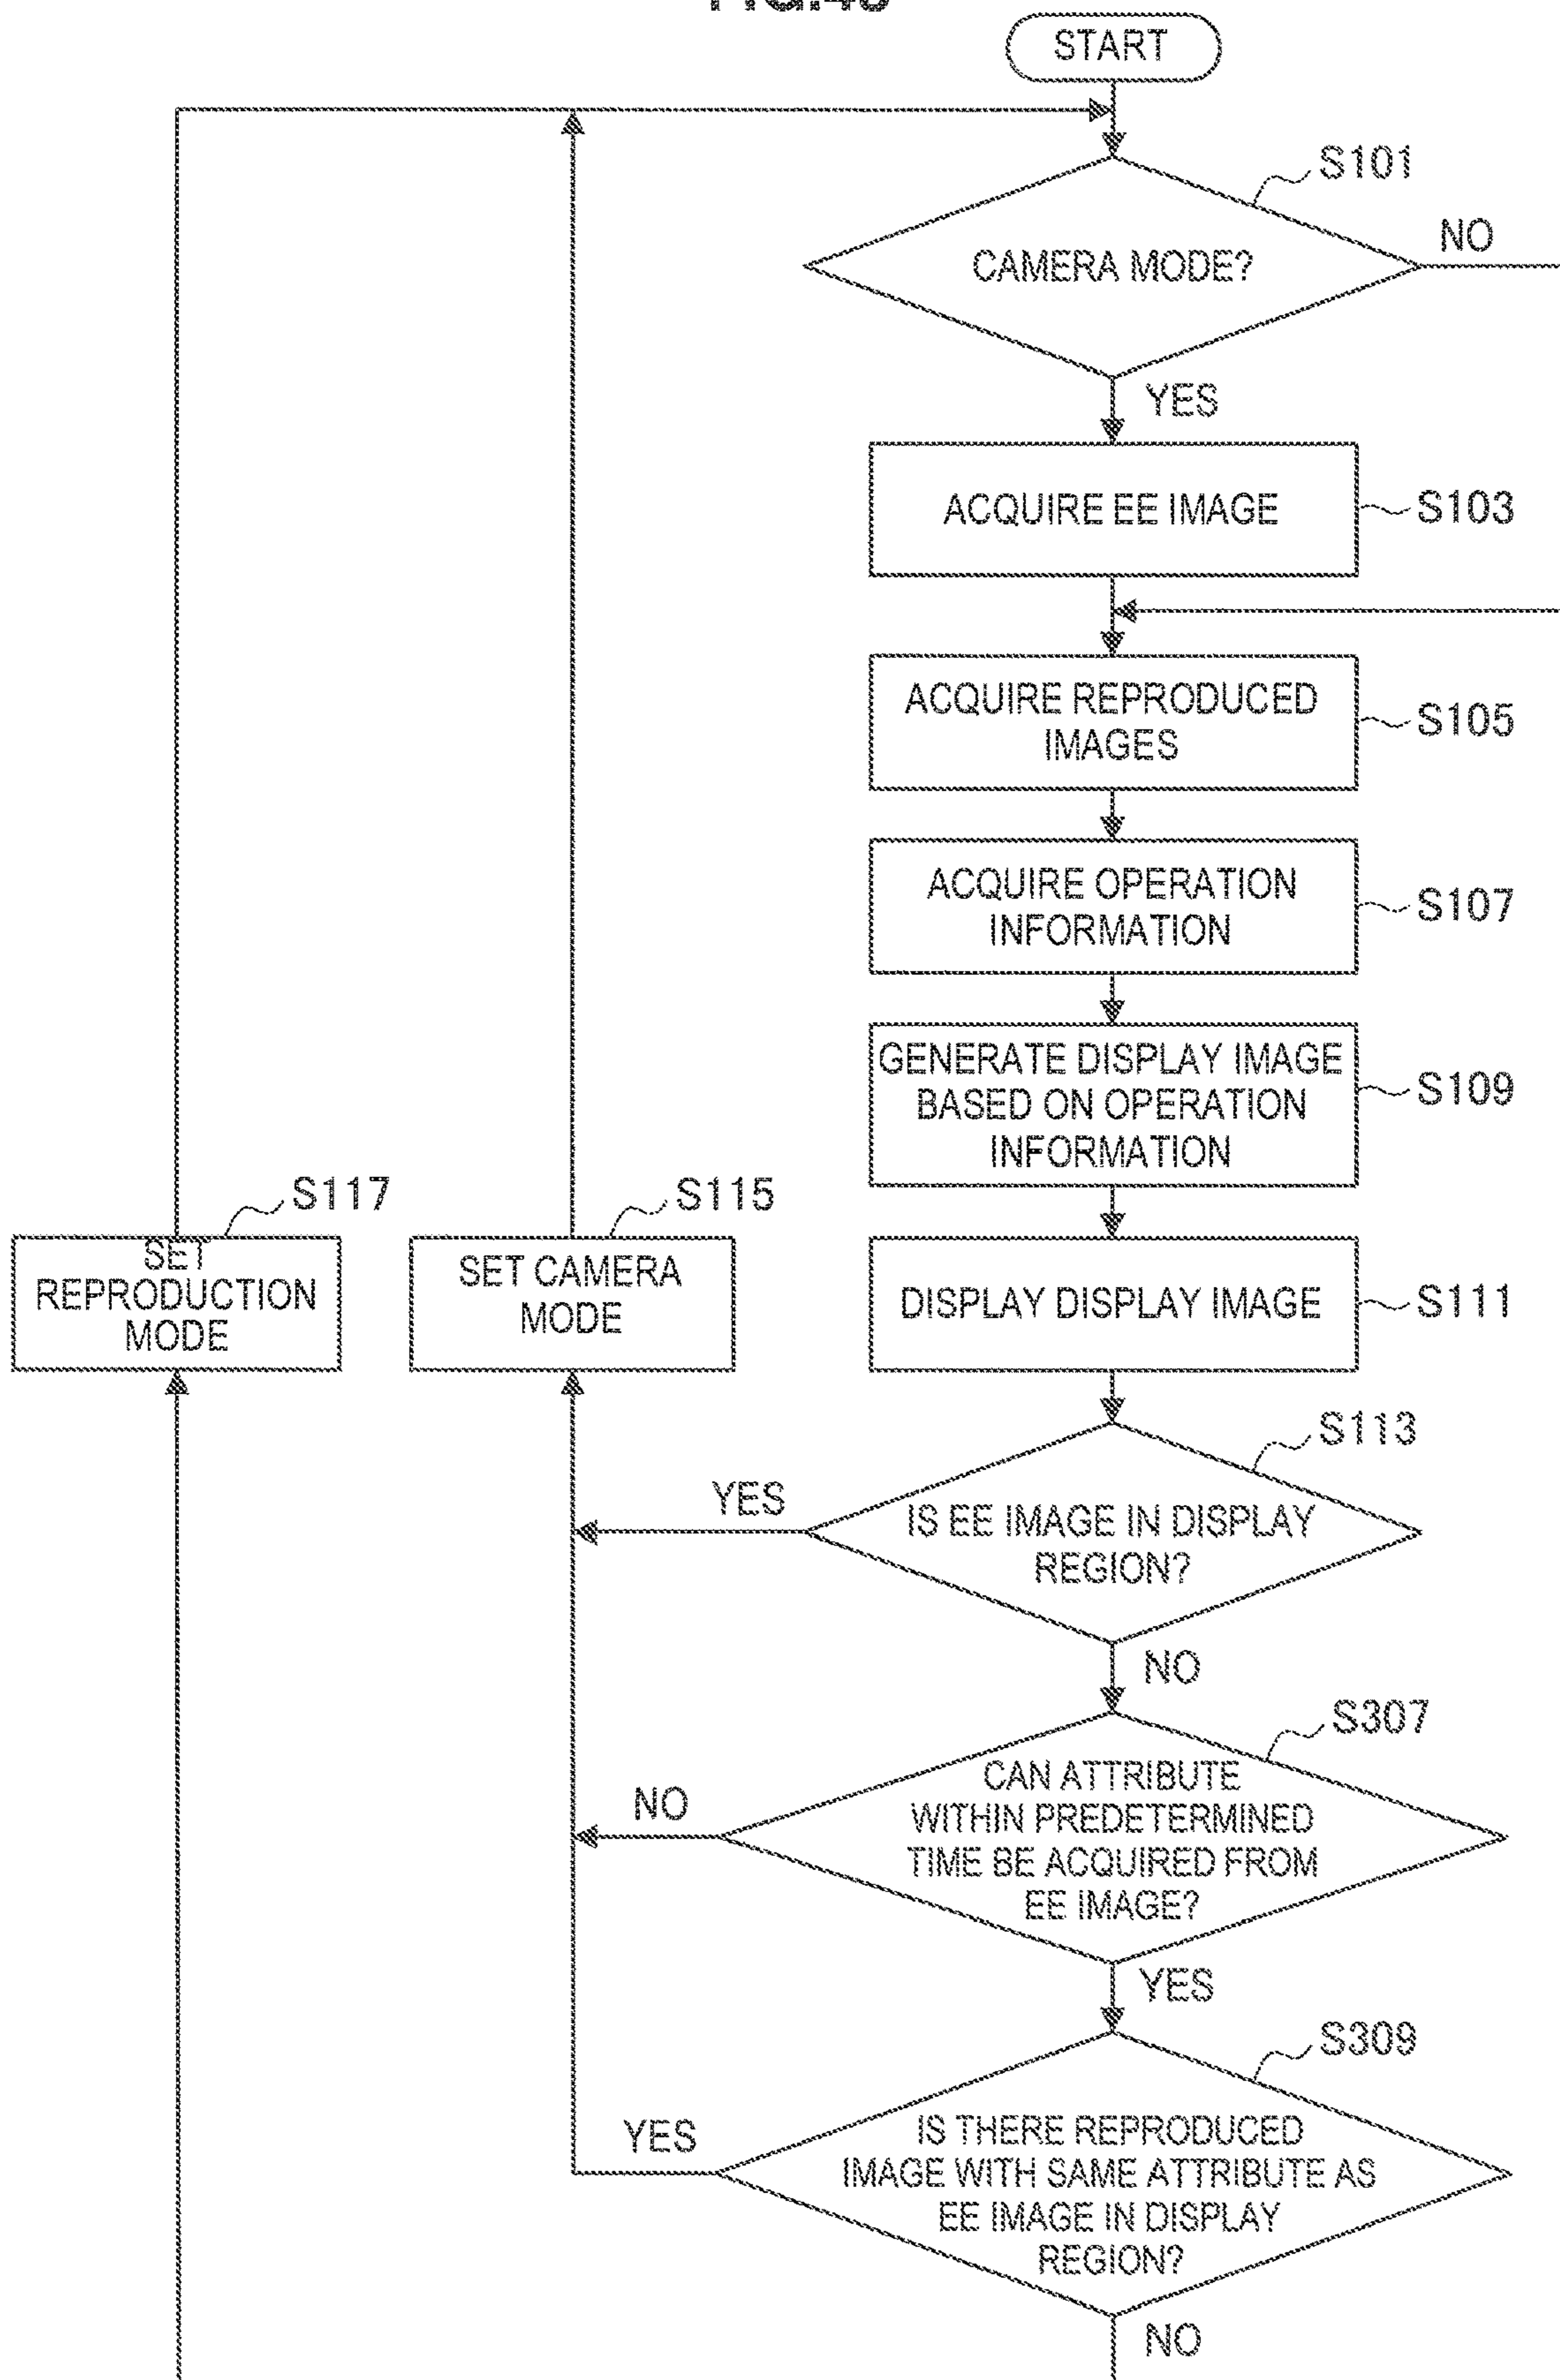 START
S101
CAMERA MODE?
NO
YES
ACQUIRE EE IMAGE
S103
ACQUIRE REPRODUCED
IMAGES
S105
ACQUIRE OPERATION
INFORMATION
S107
GENERATE DISPLAY IMAGE
BASED ON OPERATION
INFORMATION
S109
S117
SET
REPRODUCTION
MODE
S115
SET CAMERA
MODE
DISPLAY DISPLAY IMAGE
S111
S113
YES
IS EE IMAGE IN DISPLAY
REGION?
NO
S307
NO
CAN ATTRIBUTE
WITHIN PREDETERMINED
TIME BE ACQUIRED FROM
EE IMAGE?
YES
S309
YES
IS THERE REPRODUCED
IMAGE WITH SAME ATTRIBUTE AS
EE IMAGE IN DISPLAY
REGION?
NO